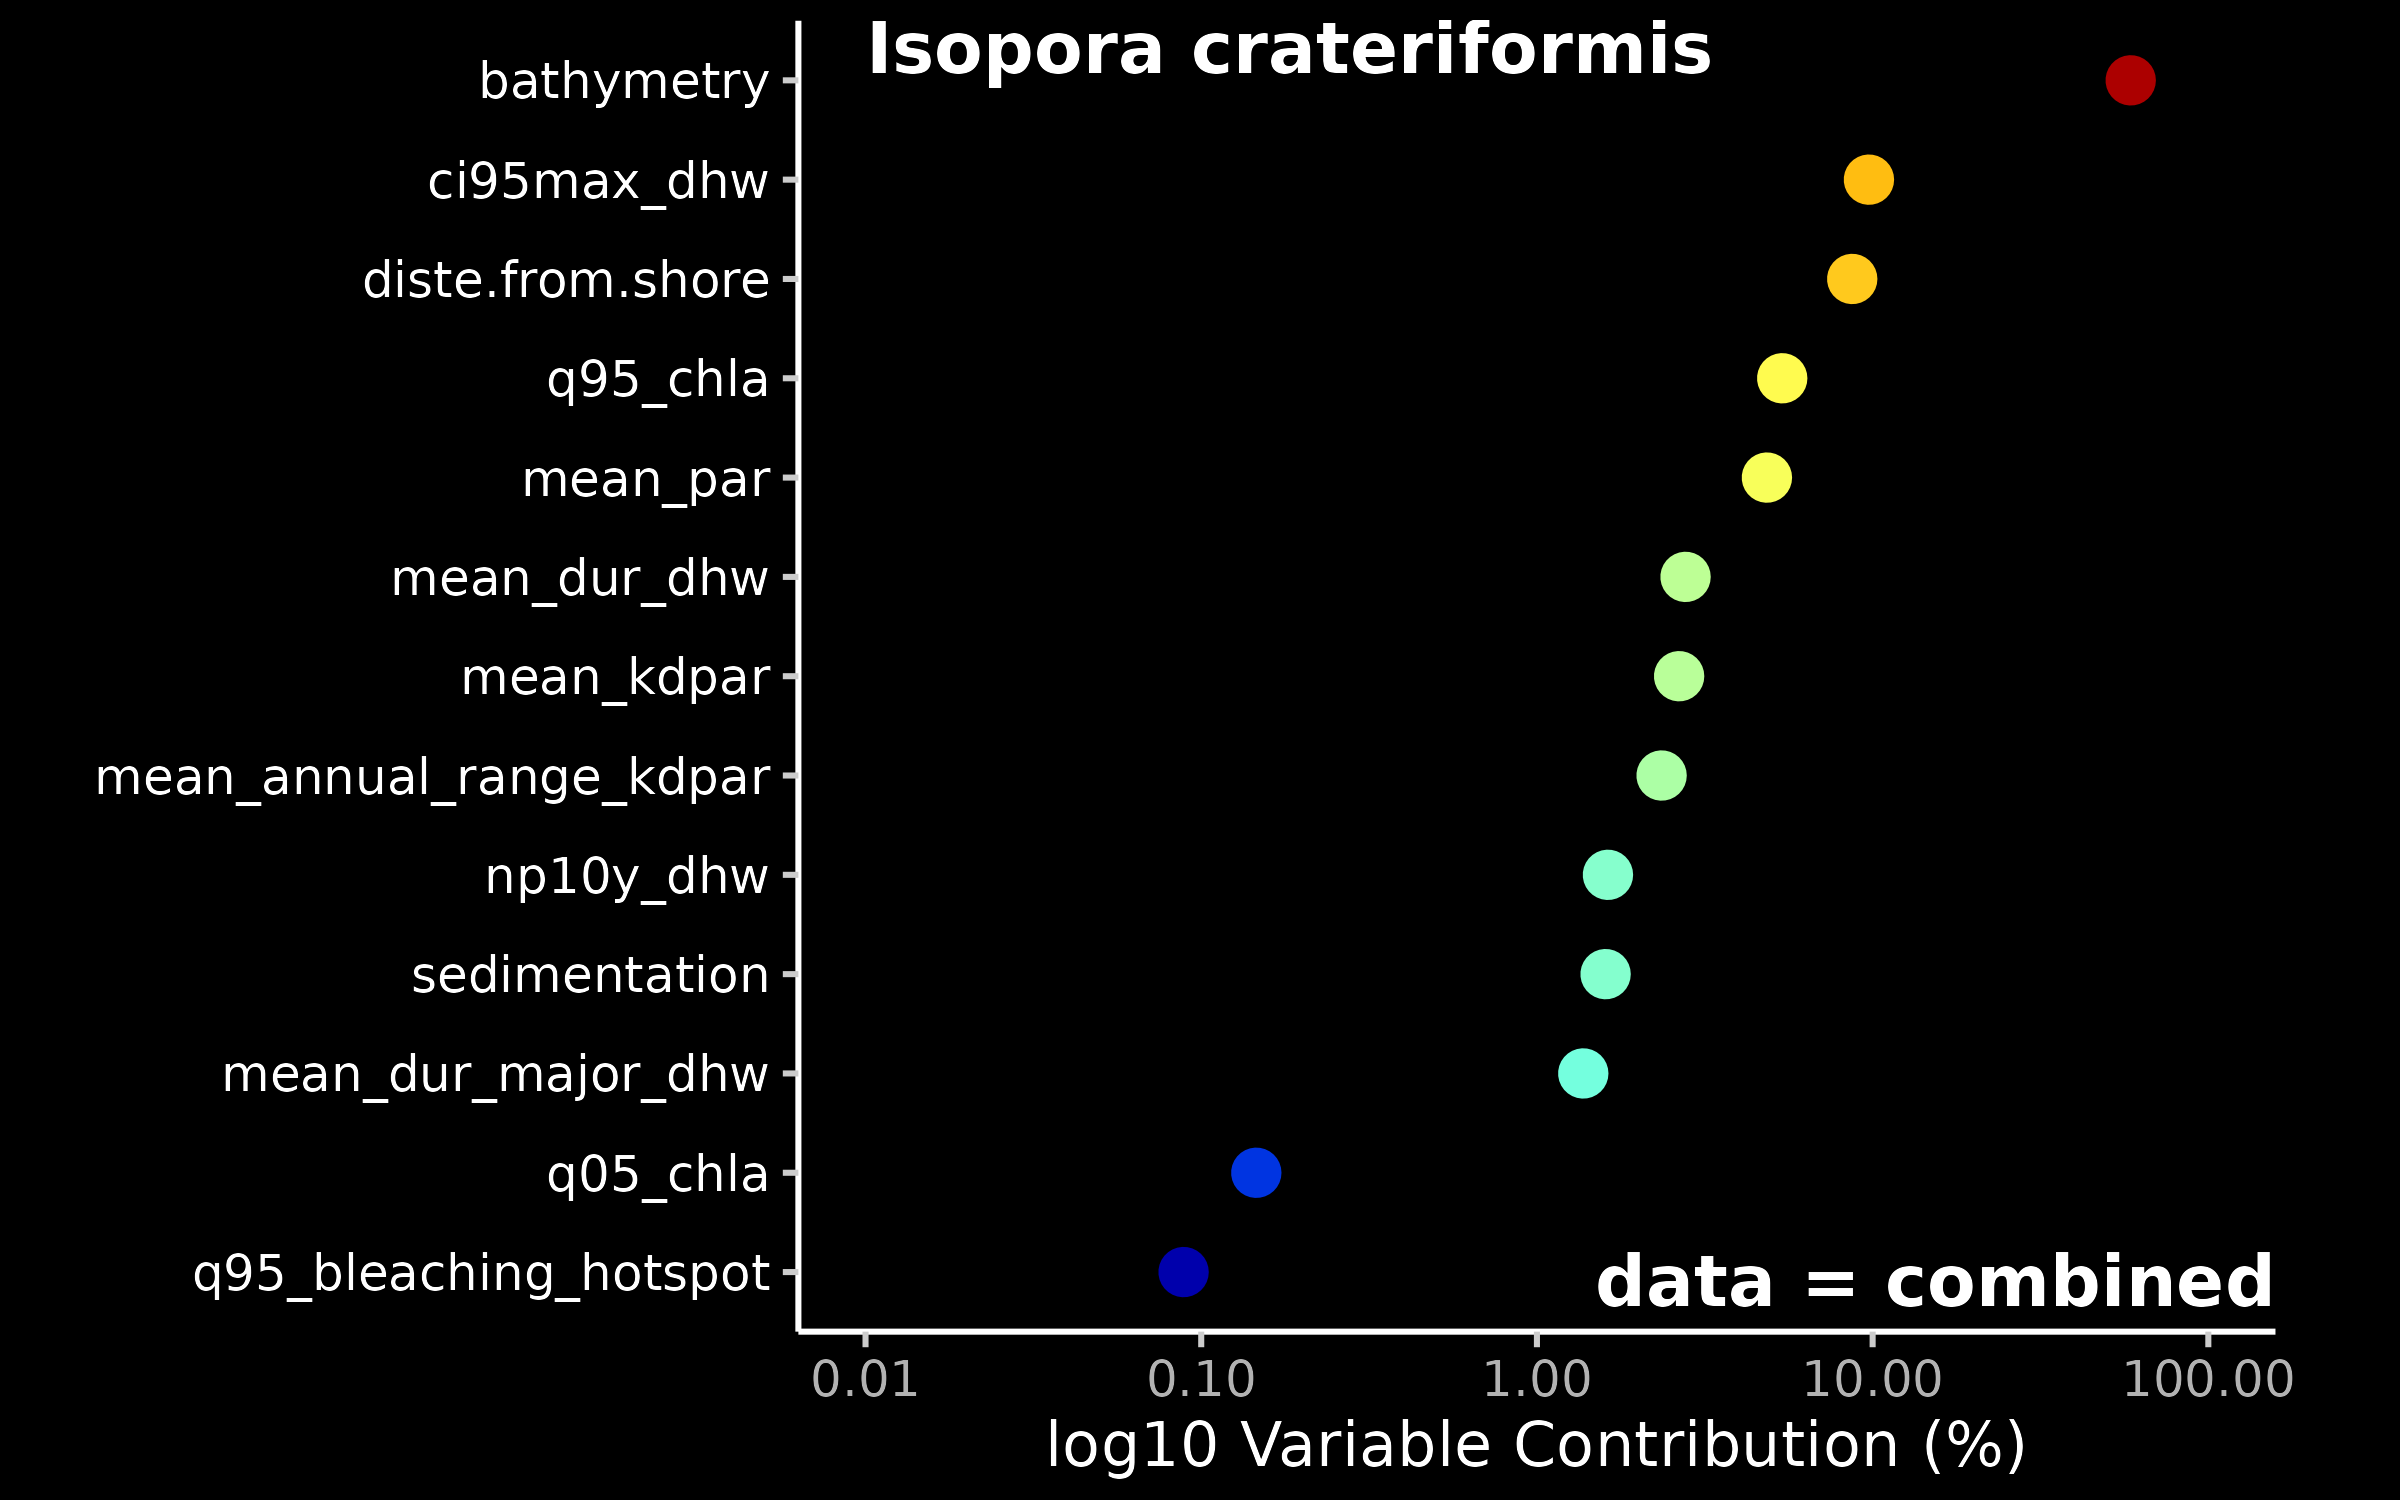 Isopora crateriformis
bathymetry
ci95max_dhw
diste.from.shore
q95_chla
mean_par
mean_dur_dhw
mean_kdpar
mean_annual_range_kdpar
np10y_dhw
sedimentation
mean_dur_major_dhw
q05_chla
q95_bleaching_hotspot
data = combined
0.01 0.10 1.00 10.00 100.00
log10 Variable Contribution (%)